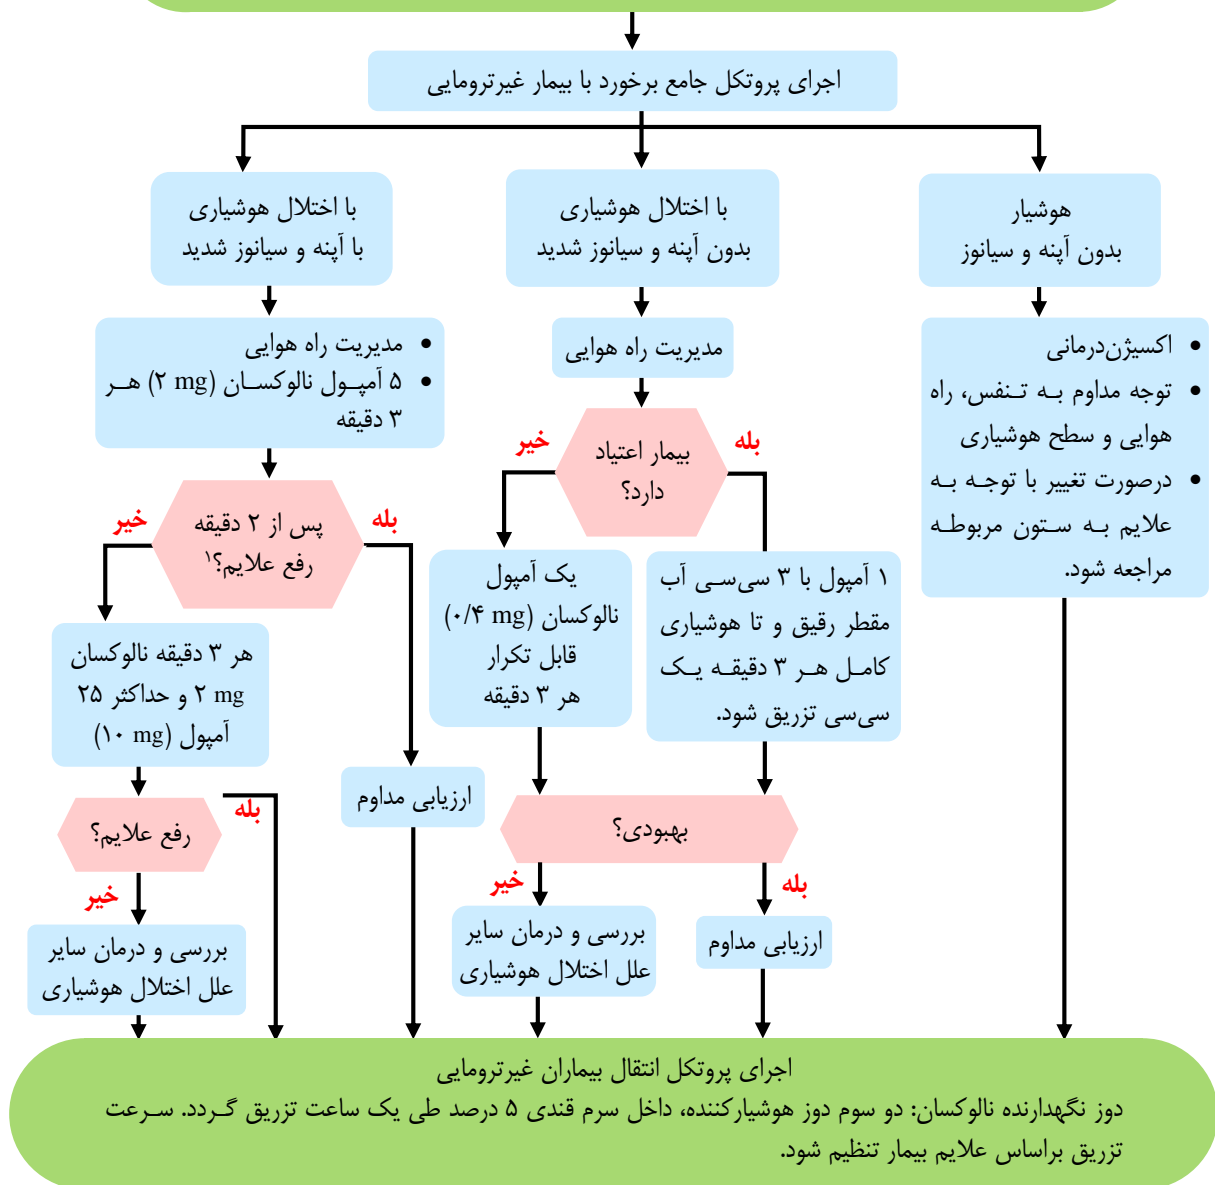 اجرای پروتکل جامع برخورد با بیمار غیرترومایی
هوشیار
بدون آپنه و سیانوز
با اختلال هوشیاری
بدون آپنه و سیانوز شدید
با اختلال هوشیاری
با آپنه و سیانوز شدید
• اکسیژن‌درمانی
• توجه مداوم به تنفس، راه
هوایی و سطح هوشیاری
• درصورت تغییر با توجه به
علایم به ستون مربوطه
مراجعه شود.
مدیریت راه هوایی
بیمار اعتیاد
دارد؟
بله
خیر
۱ آمپول با ۳ سی‌سی آب
مقطر رقیق و تا هوشیاری
کامل هر ۳ دقیقه یک
سی‌سی تزریق شود.
یک آمپول
نالوکسان (۰/۴ mg)
قابل تکرار
هر ۳ دقیقه
بهبودی؟
بله
خیر
ارزیابی مداوم
بررسی و درمان سایر
علل اختلال هوشیاری
• مدیریت راه هوایی
• ۵ آمپول نالوکسان (۲ mg) هر
۳ دقیقه
پس از ۲ دقیقه
رفع علایم؟۱
بله
خیر
ارزیابی مداوم
هر ۳ دقیقه نالوکسان
۲ mg و حداکثر ۲۵
آمپول (۱۰ mg)
رفع علایم؟
بله
خیر
بررسی و درمان سایر
علل اختلال هوشیاری
اجرای پروتکل انتقال بیماران غیرترومایی
دوز نگهدارنده نالوکسان: دو سوم دوز هوشیارکننده، داخل سرم قندی ۵ درصد طی یک ساعت تزریق گردد. سرعت
تزریق براساس علایم بیمار تنظیم شود.